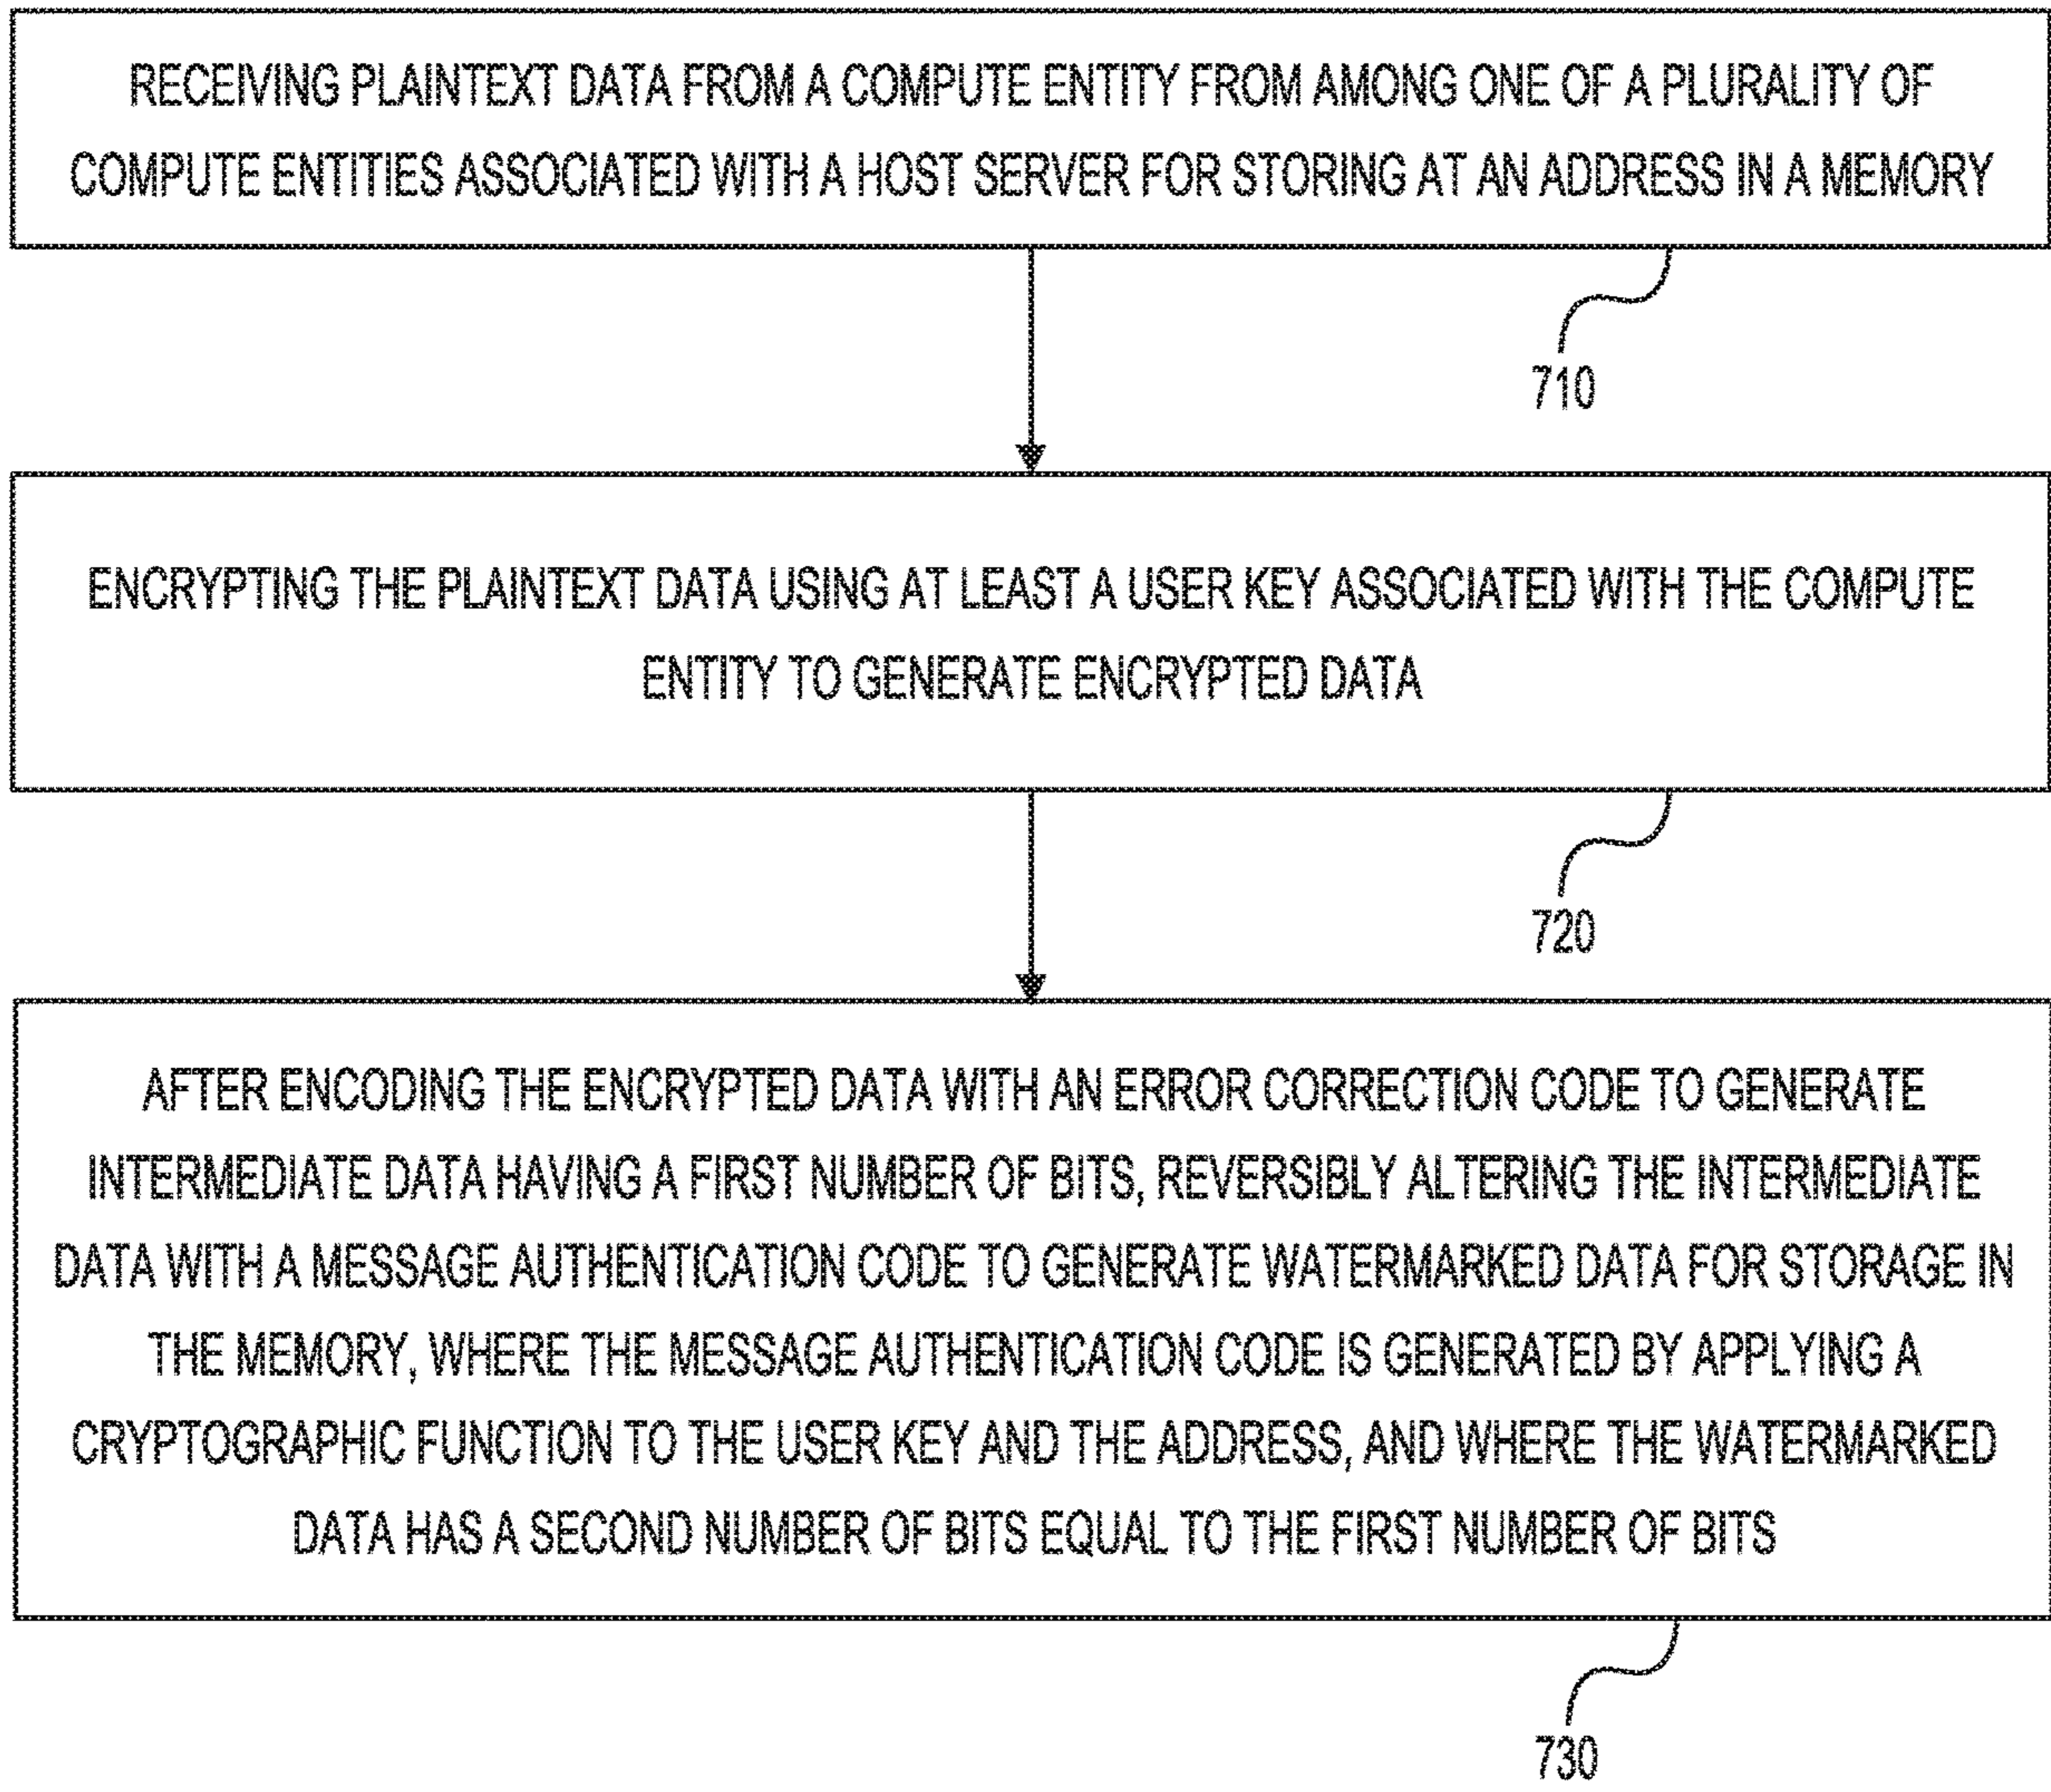 RECEIVING PLAINTEXT DATA FROM A COMPUTE ENTITY FROM AMONG ONE OF A PLURALITY OF
COMPUTE ENTITIES ASSOCIATED WITH A HOST SERVER FOR STORING AT AN ADDRESS IN A MEMORY
710
ENCRYPTING THE PLAINTEXT DATA USING AT LEAST A USER KEY ASSOCIATED WITH THE COMPUTE
ENTITY TO GENERATE ENCRYPTED DATA
720
AFTER ENCODING THE ENCRYPTED DATA WITH AN ERROR CORRECTION CODE TO GENERATE
INTERMEDIATE DATA HAVING A FIRST NUMBER OF BITS, REVERSIBLY ALTERING THE INTERMEDIATE
DATA WITH A MESSAGE AUTHENTICATION CODE TO GENERATE WATERMARKED DATA FOR STORAGE IN
THE MEMORY, WHERE THE MESSAGE AUTHENTICATION CODE IS GENERATED BY APPLYING A
CRYPTOGRAPHIC FUNCTION TO THE USER KEY AND THE ADDRESS, AND WHERE THE WATERMARKED
DATA HAS A SECOND NUMBER OF BITS EQUAL TO THE FIRST NUMBER OF BITS
730